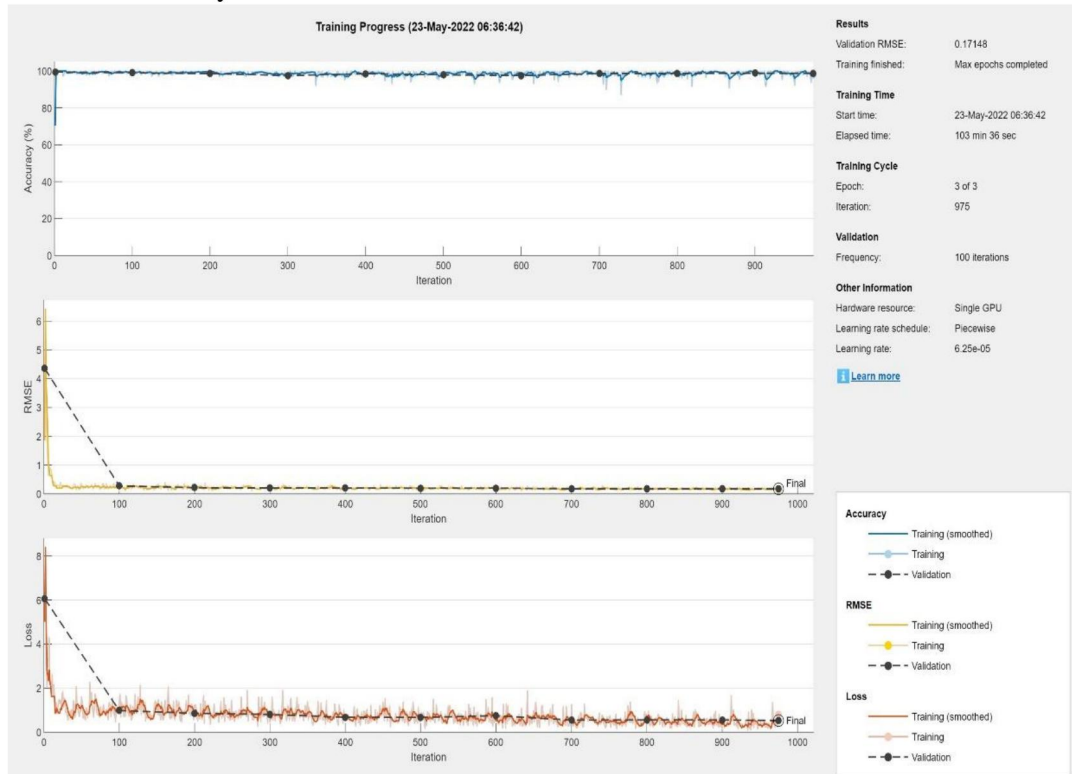 Training Progress (23-May-2022 06:36:42)
100
80
60
40
20
0
Accuracy (%)
0 100 200 300 400 500 600 700 800 900
Iteration
6
5
4
3
2
1
0
RMSE
Final
0 100 200 300 400 500 600 700 800 900 1000
Iteration
8
6
4
2
0
Loss
Final
0 100 200 300 400 500 600 700 800 900 1000
Iteration
Results
Validation RMSE: 0.17148
Training finished: Max epochs completed
Training Time
Start time: 23-May-2022 06:36:42
Elapsed time: 103 min 36 sec
Training Cycle
Epoch: 3 of 3
Iteration: 975
Validation
Frequency: 100 iterations
Other Information
Hardware resource: Single GPU
Learning rate schedule: Piecewise
Learning rate: 6.25e-05
i Learn more
Accuracy
Training (smoothed)
Training
Validation
RMSE
Training (smoothed)
Training
Validation
Loss
Training (smoothed)
Training
Validation